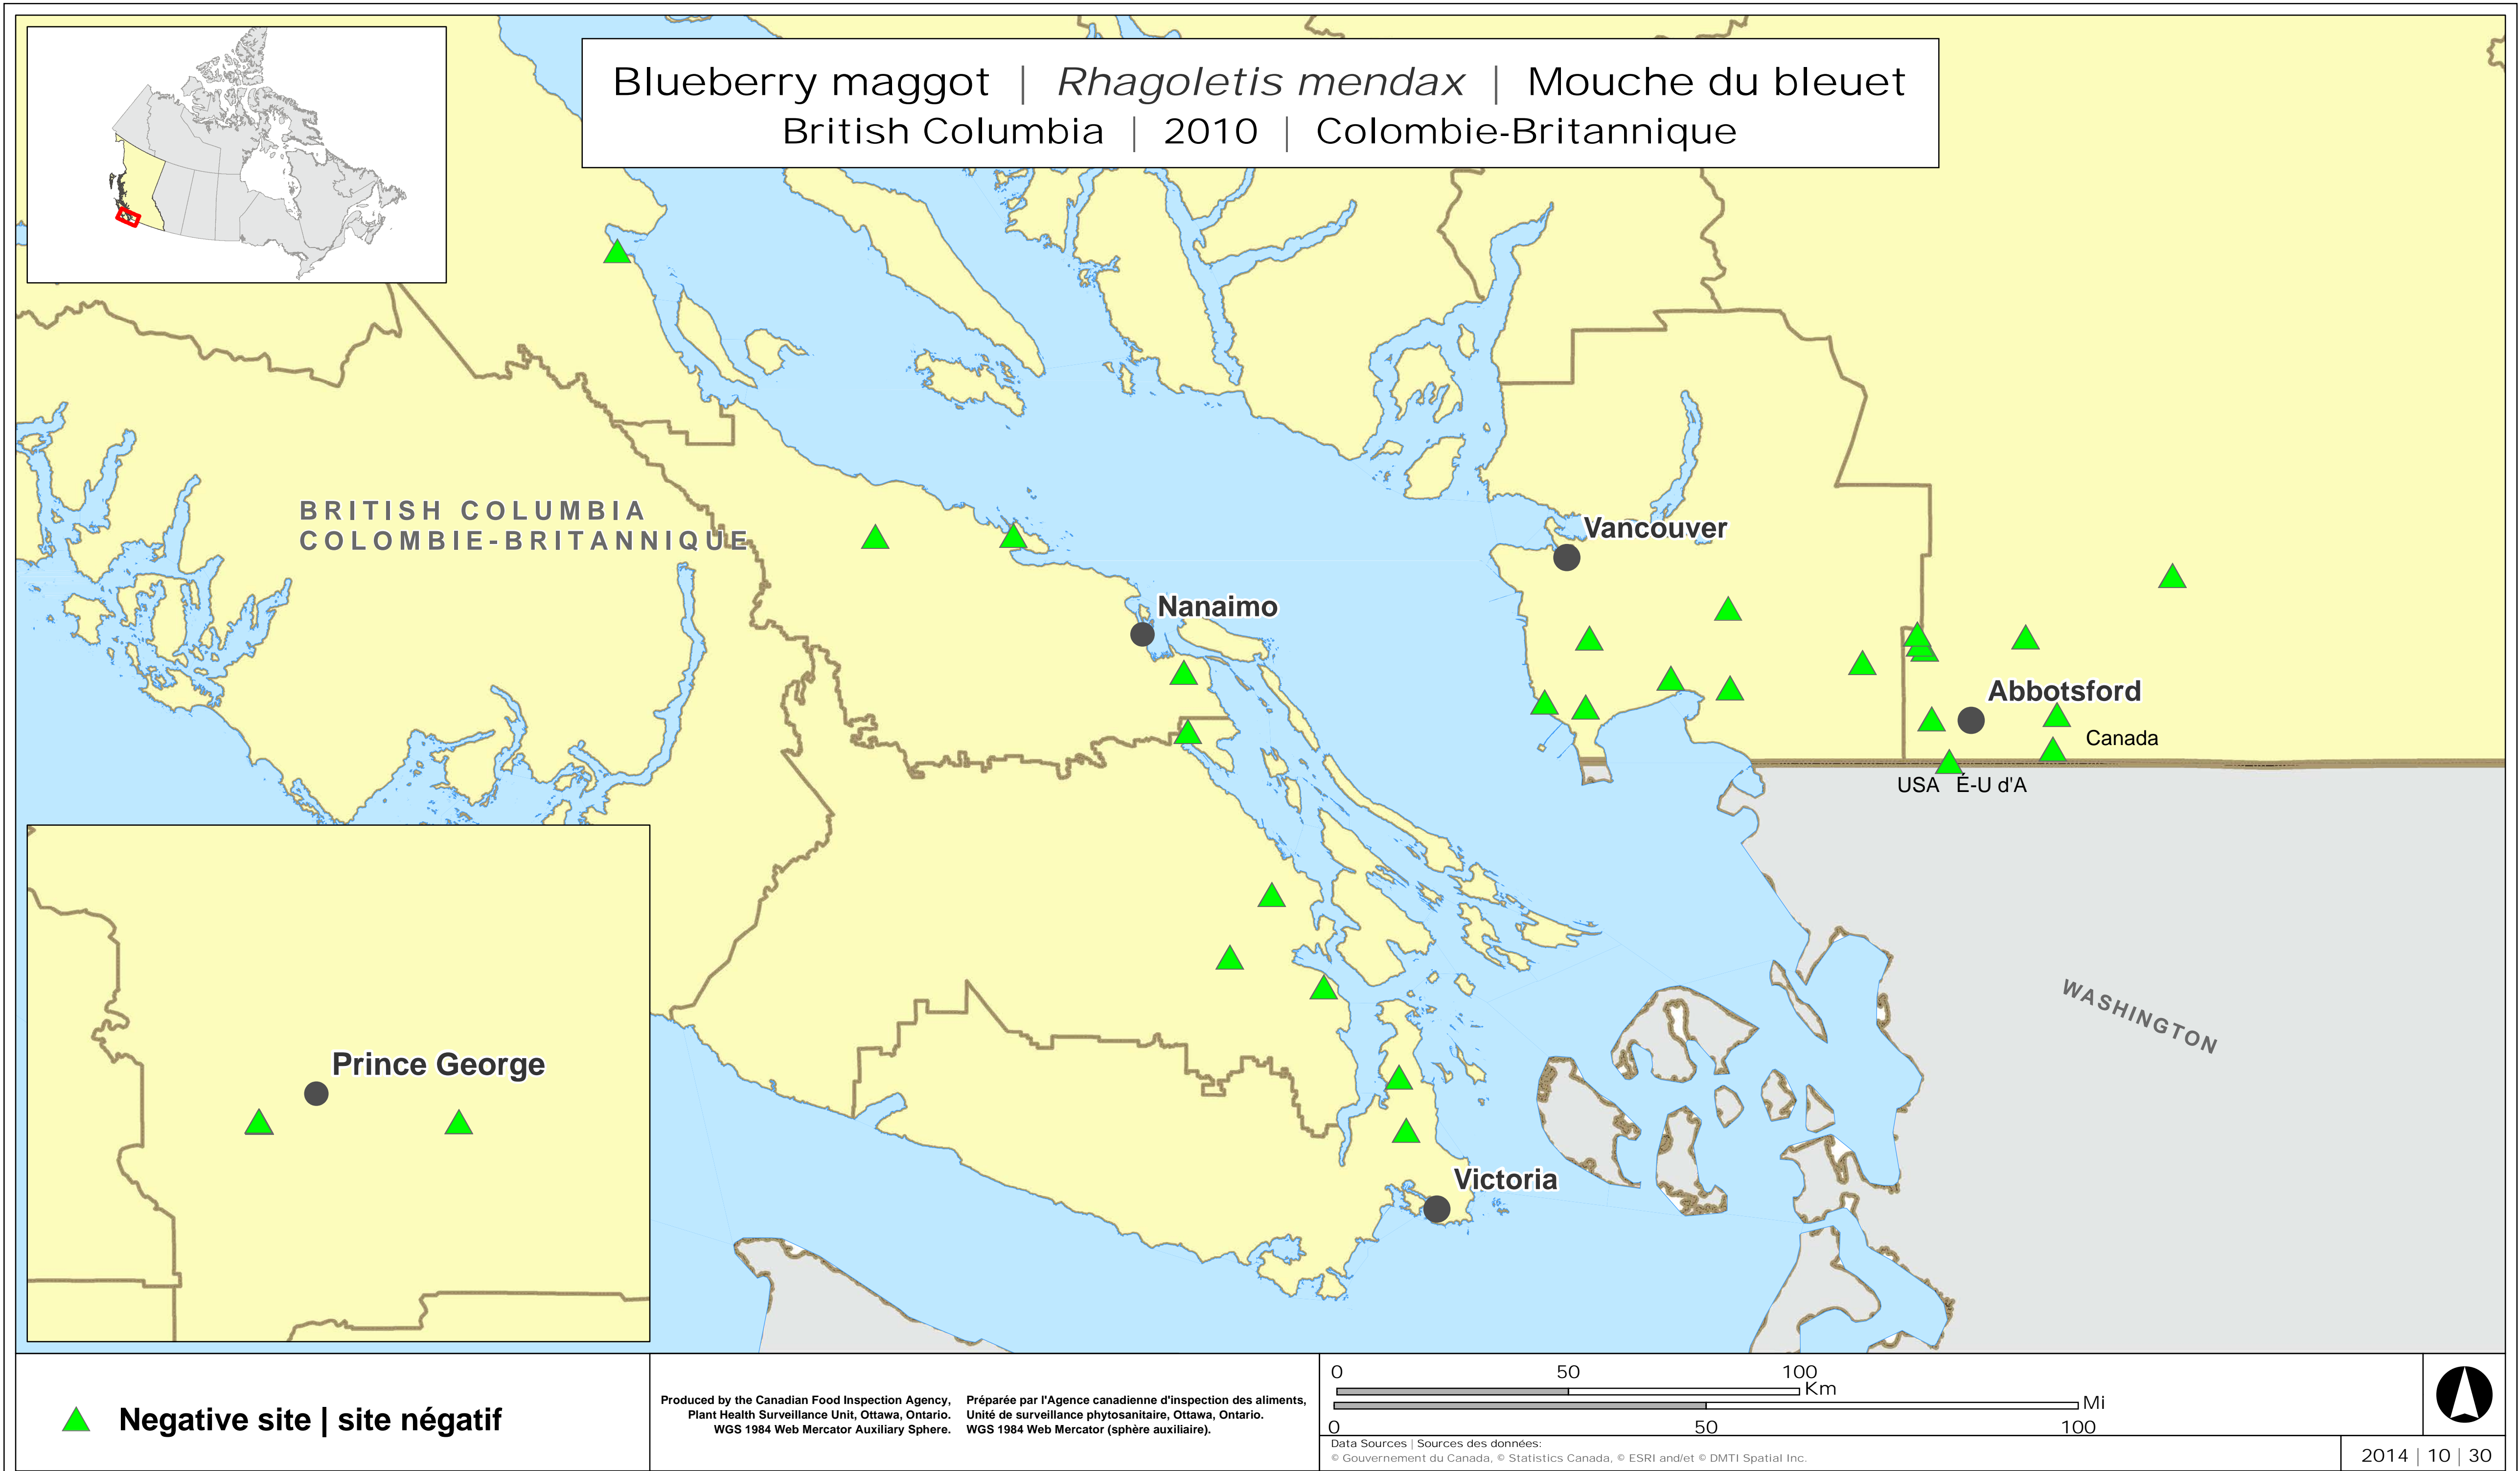 Blueberry maggot | Rhagoletis mendax | Mouche du bleuet
British Columbia | 2010 | Colombie-Britannique
BRITISH COLUMBIA
COLOMBIE-BRITANNIQUE
Vancouver
Nanaimo
Abbotsford
Canada
USA É-U d'A
WASHINGTON
Prince George
Victoria
Negative site | site négatif
Produced by the Canadian Food Inspection Agency,
Plant Health Surveillance Unit, Ottawa, Ontario.
WGS 1984 Web Mercator Auxiliary Sphere.
Préparée par l'Agence canadienne d'inspection des aliments,
Unité de surveillance phytosanitaire, Ottawa, Ontario.
WGS 1984 Web Mercator (sphère auxiliaire).
0 50 100
Km
Mi
0 50 100
Data Sources | Sources des données:
© Gouvernement du Canada, © Statistics Canada, © ESRI and/et © DMTI Spatial Inc.
2014 | 10 | 30